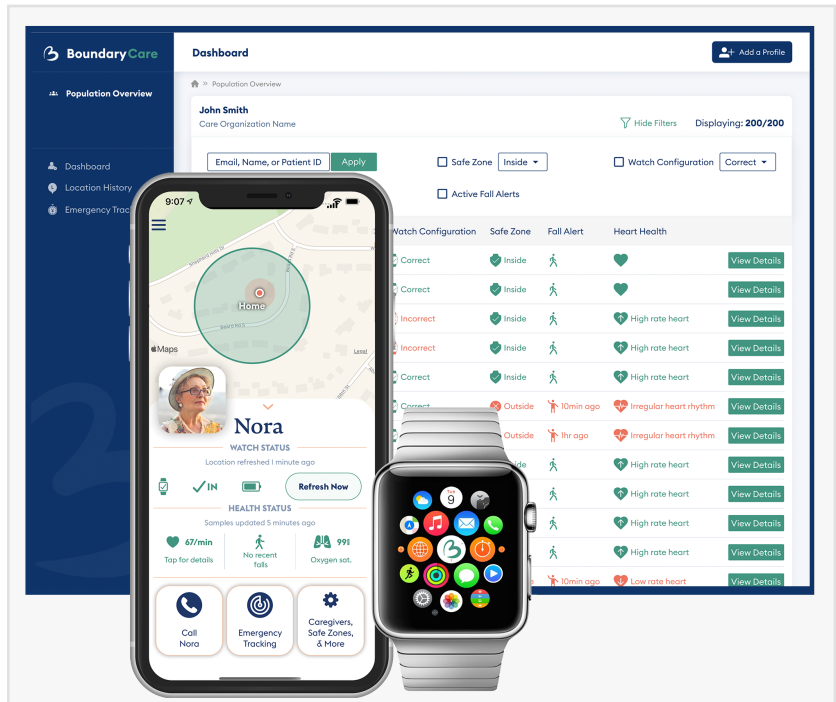 BoundaryCare
Dashboard
Add a Profile
Population Overview
Population Overview
John Smith
Care Organization Name
Hide Filters
Displaying: 200/200
Email, Name, or Patient ID
Apply
Safe Zone
Inside
Watch Configuration
Correct
Active Fall Alerts
Dashboard
Location History
Emergency Trac
Watch Configuration Safe Zone Fall Alert Heart Health
Correct Inside View Details
Correct Inside View Details
Incorrect Inside High rate heart View Details
Incorrect Inside High rate heart View Details
Correct Inside High rate heart View Details
Correct Outside 10min ago Irregular heart rhythm View Details
Outside 1hr ago Irregular heart rhythm View Details
High rate heart View Details
High rate heart View Details
High rate heart View Details
High rate heart View Details
10min ago Low rate heart View Details
9:07
Home
Maps
Legal
Nora
WATCH STATUS
Location refreshed 1 minute ago
IN
Refresh Now
HEALTH STATUS
Samples updated 5 minutes ago
67/min
Tap for details
No recent
falls
Oxygen sat.
Call
Nora
Emergency
Tracking
Caregivers,
Safe Zones,
& More
9